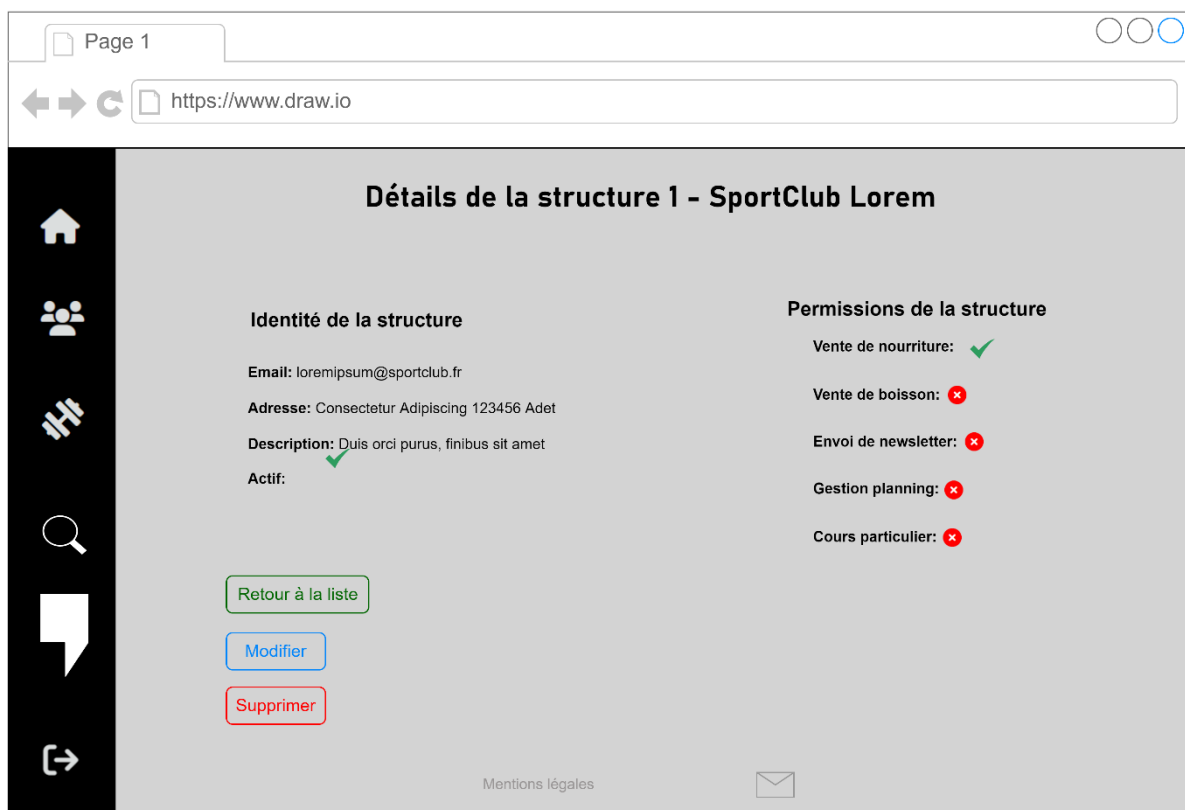 Page 1
https://www.draw.io
Détails de la structure 1 - SportClub Lorem
Identité de la structure
Email: loremipsum@sportclub.fr
Adresse: Consectetur Adipiscing 123456 Adet
Description: Duis orci purus, finibus sit amet
Actif:
Permissions de la structure
Vente de nourriture:
Vente de boisson:
Envoi de newsletter:
Gestion planning:
Cours particulier:
Retour à la liste
Modifier
Supprimer
Mentions légales